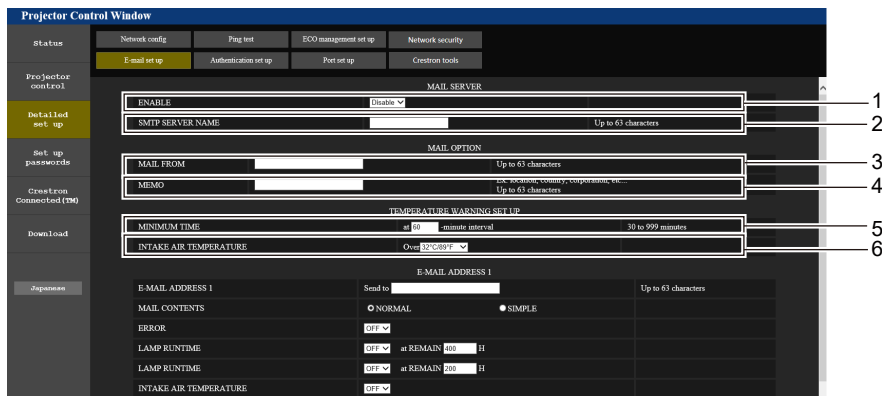 Projector Control Window
Status
Projector control
Detailed set up
Set up passwords
Crestron Connected(TM)
Download
Japanese
Network config
Ping test
ECO management set up
Network security
E-mail set up
Authentication set up
Port set up
Crestron tools
MAIL SERVER
ENABLE Disable 1
SMTP SERVER NAME Up to 63 characters 2
MAIL OPTION
MAIL FROM Up to 63 characters 3
MEMO Ex. location, country, corporation, etc... Up to 63 characters 4
TEMPERATURE WARNING SET UP
MINIMUM TIME at 60 -minute interval 30 to 999 minutes 5
INTAKE AIR TEMPERATURE Over 32°C/89°F 6
E-MAIL ADDRESS 1
E-MAIL ADDRESS 1 Send to Up to 63 characters
MAIL CONTENTS NORMAL SIMPLE
ERROR OFF
LAMP RUNTIME OFF at REMAIN 400 H
LAMP RUNTIME OFF at REMAIN 200 H
INTAKE AIR TEMPERATURE OFF